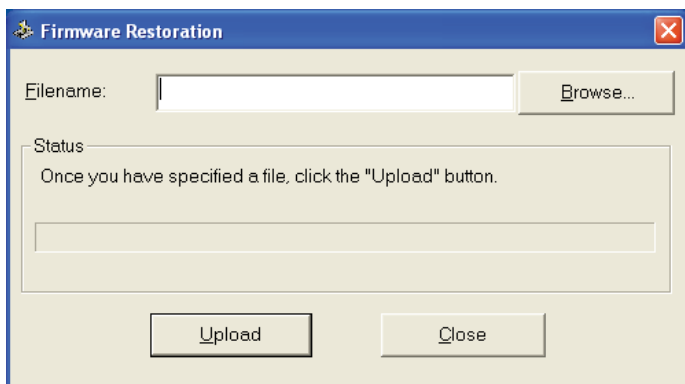 Firmware Restoration
Filename:
Browse...
Status
Once you have specified a file, click the "Upload" button.
Upload
Close